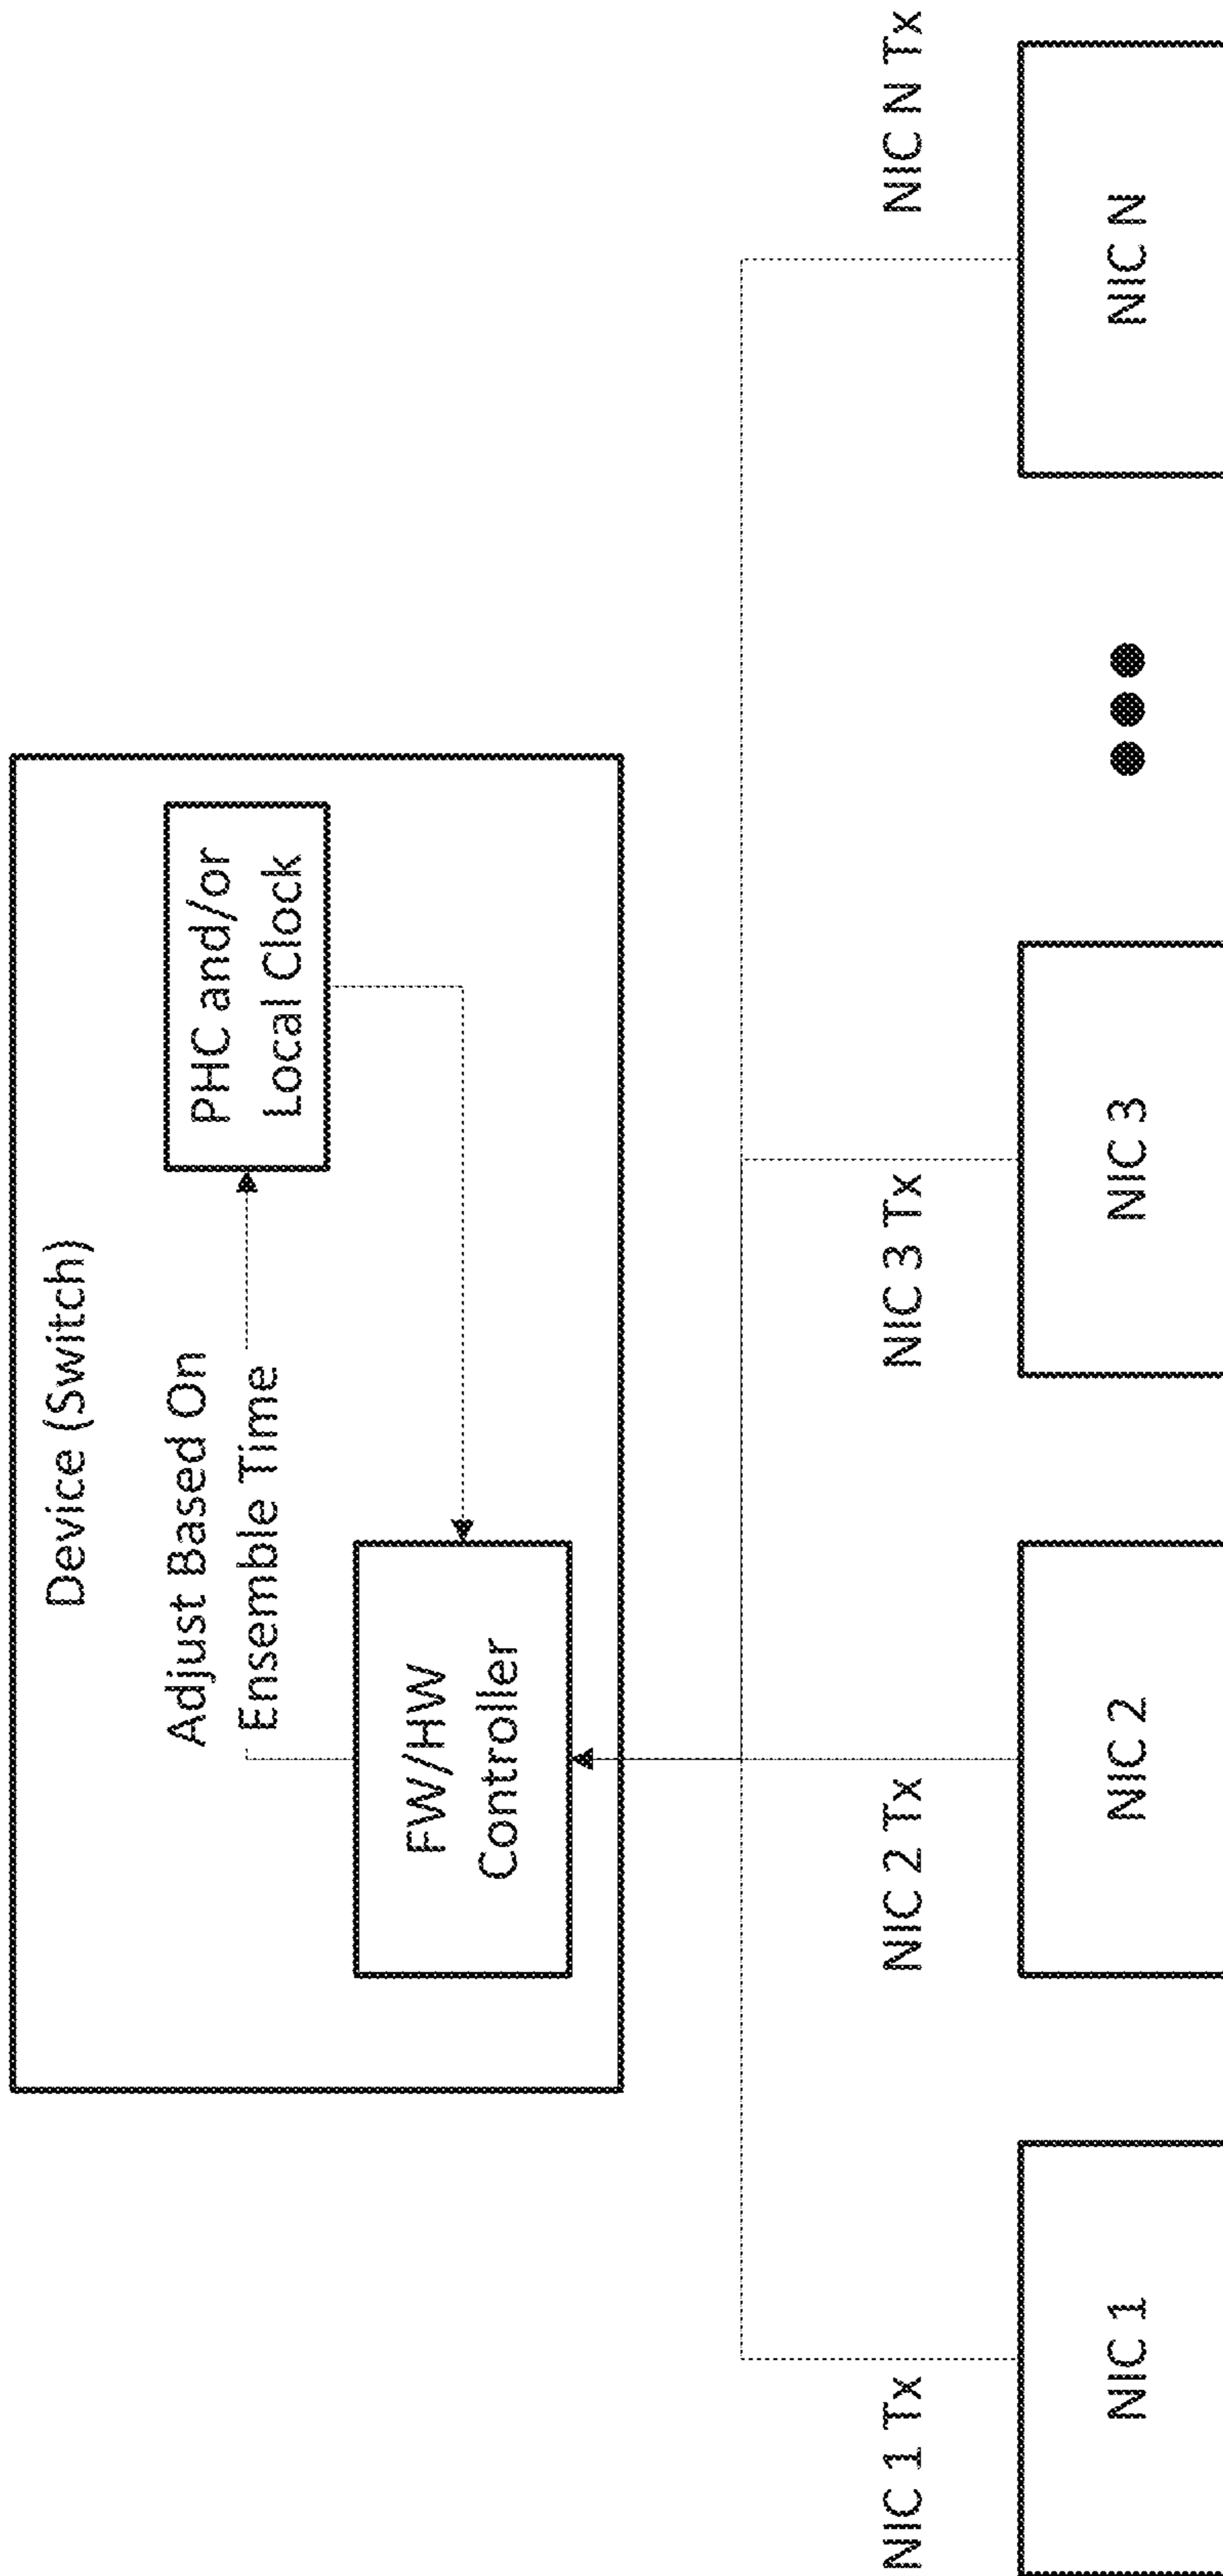 Device (Switch)
Adjust Based On
Ensemble Time
PHC and/or
Local Clock
FW/HW
Controller
NIC 1 Tx
NIC 2 Tx
NIC 3 Tx
NIC N Tx
NIC 1
NIC 2
NIC 3
NIC N